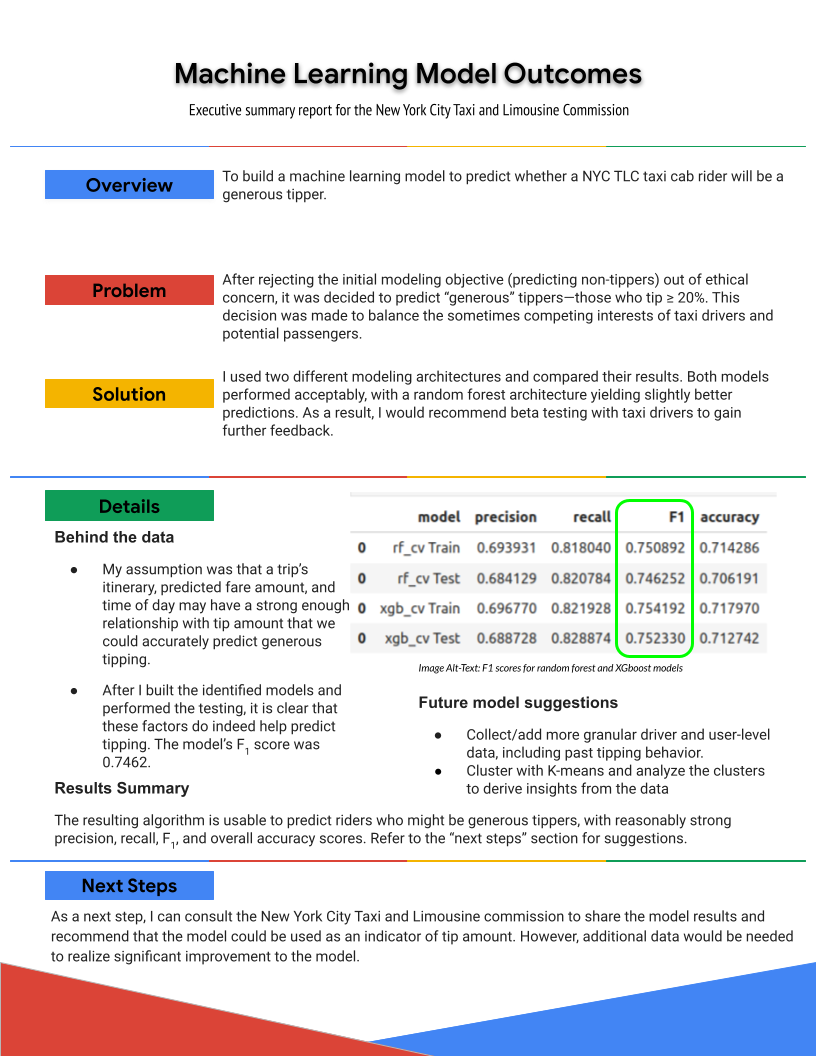 Machine Learning Model Outcomes
Executive summary report for the New York City Taxi and Limousine Commission
Overview
To build a machine learning model to predict whether a NYC TLC taxi cab rider will be a
generous tipper.
Problem
After rejecting the initial modeling objective (predicting non-tippers) out of ethical
concern, it was decided to predict “generous” tippers—those who tip ≥ 20%. This
decision was made to balance the sometimes competing interests of taxi drivers and
potential passengers.
Solution
I used two different modeling architectures and compared their results. Both models
performed acceptably, with a random forest architecture yielding slightly better
predictions. As a result, I would recommend beta testing with taxi drivers to gain
further feedback.
Details
Behind the data
● My assumption was that a trip’s
itinerary, predicted fare amount, and
time of day may have a strong enough
relationship with tip amount that we
could accurately predict generous
tipping.
● After I built the identified models and
performed the testing, it is clear that
these factors do indeed help predict
tipping. The model’s F1 score was
0.7462.
model precision recall F1 accuracy
0 rf_cv Train 0.693931 0.818040 0.750892 0.714286
0 rf_cv Test 0.684129 0.820784 0.746252 0.706191
0 xgb_cv Train 0.696770 0.821928 0.754192 0.717970
0 xgb_cv Test 0.688728 0.828874 0.752330 0.712742
Image Alt-Text: F1 scores for random forest and XGboost models
Future model suggestions
● Collect/add more granular driver and user-level
data, including past tipping behavior.
● Cluster with K-means and analyze the clusters
to derive insights from the data
Results Summary
The resulting algorithm is usable to predict riders who might be generous tippers, with reasonably strong
precision, recall, F1, and overall accuracy scores. Refer to the “next steps” section for suggestions.
Next Steps
As a next step, I can consult the New York City Taxi and Limousine commission to share the model results and
recommend that the model could be used as an indicator of tip amount. However, additional data would be needed
to realize significant improvement to the model.